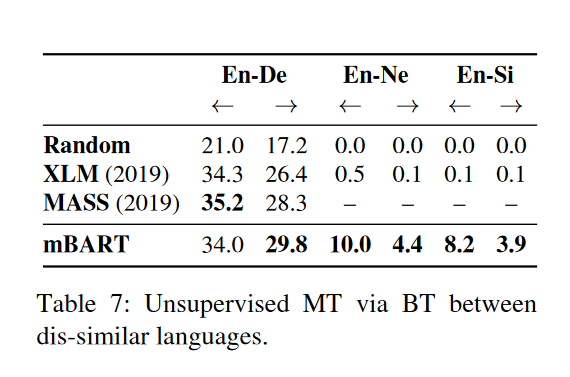 En-De En-Ne En-Si
← → ← → ← →
Random 21.0 17.2 0.0 0.0 0.0 0.0
XLM (2019) 34.3 26.4 0.5 0.1 0.1 0.1
MASS (2019) 35.2 28.3 – – – –
mBART 34.0 29.8 10.0 4.4 8.2 3.9
Table 7: Unsupervised MT via BT between
dis-similar languages.